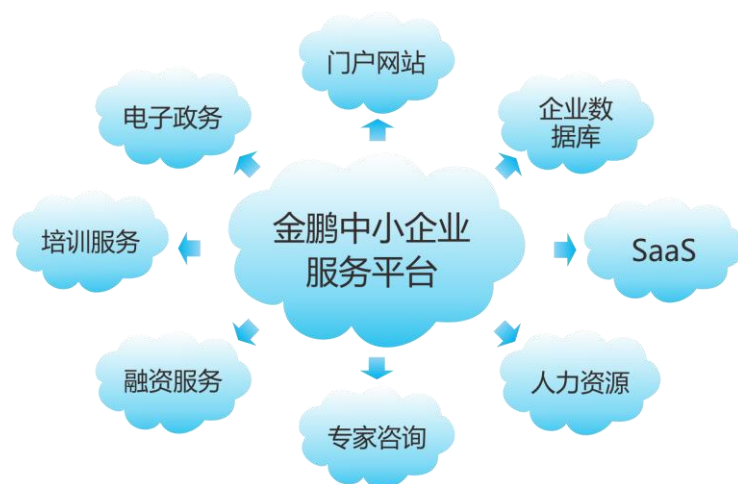 门户网站
电子政务
企业数
据库
金鹏中小企业
服务平台
培训服务
SaaS
融资服务
人力资源
专家咨询